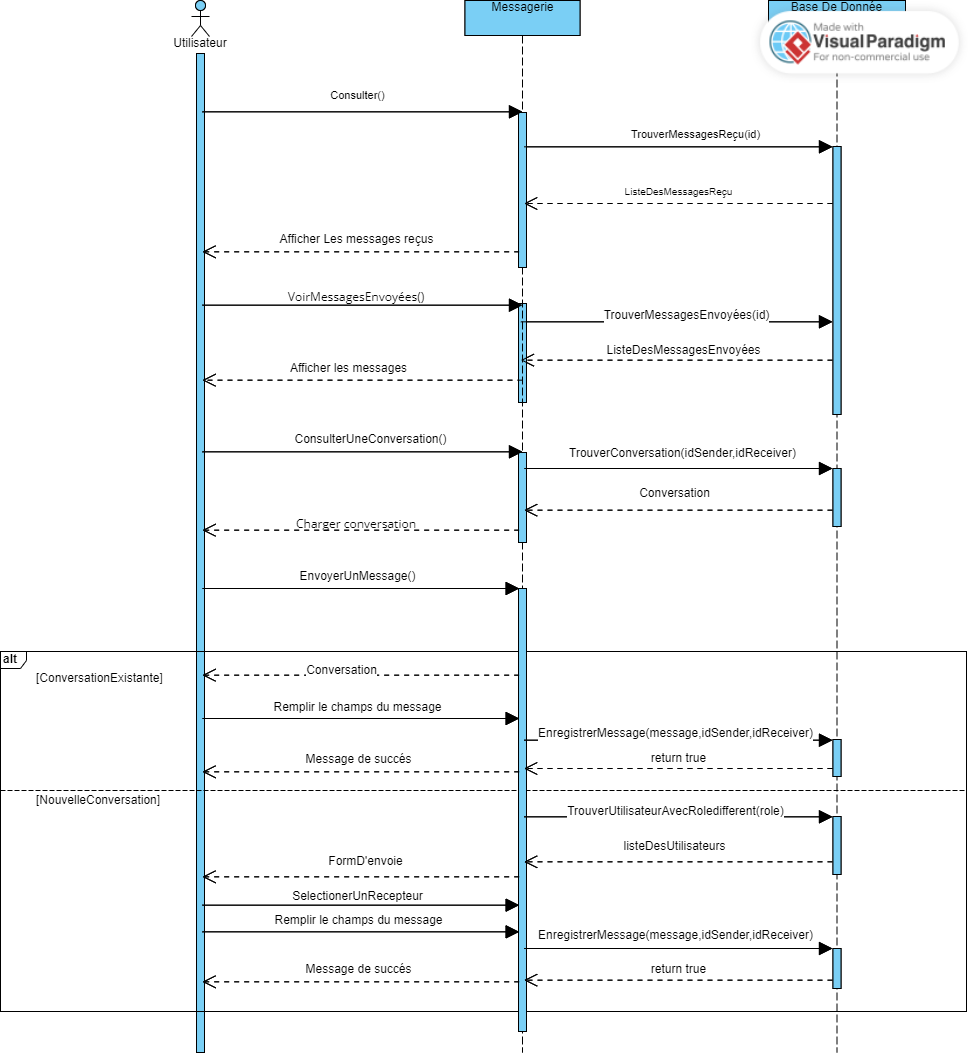 Messagerie
Base De Donnée
Made with
VisualParadigm
For non-commercial use
Utilisateur
Consulter()
TrouverMessagesReçu(id)
ListeDesMessagesReçu
Afficher Les messages reçus
VoirMessagesEnvoyées()
TrouverMessagesEnvoyées(id)
ListeDesMessagesEnvoyées
Afficher les messages
ConsulterUneConversation()
TrouverConversation(idSender,idReceiver)
Conversation
Charger conversation
EnvoyerUnMessage()
alt
[ConversationExistante]
Conversation
Remplir le champs du message
EnregistrerMessage(message,idSender,idReceiver)
return true
Message de succés
[NouvelleConversation]
TrouverUtilisateurAvecRoledifferent(role)
listeDesUtilisateurs
FormD'envoie
SelectionerUnRecepteur
Remplir le champs du message
EnregistrerMessage(message,idSender,idReceiver)
return true
Message de succés